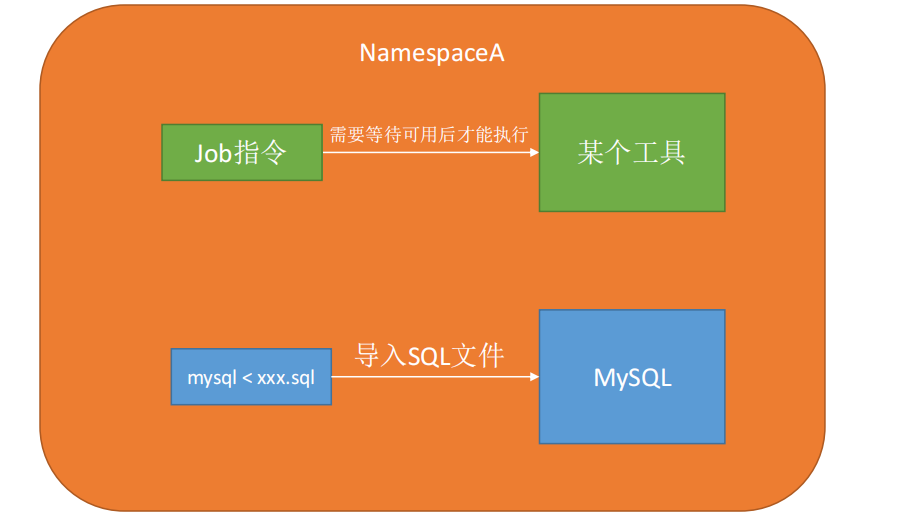 NamespaceA
Job指令
需要等待可用后才能执行
某个工具
mysql < xxx.sql
导入SQL文件
MySQL